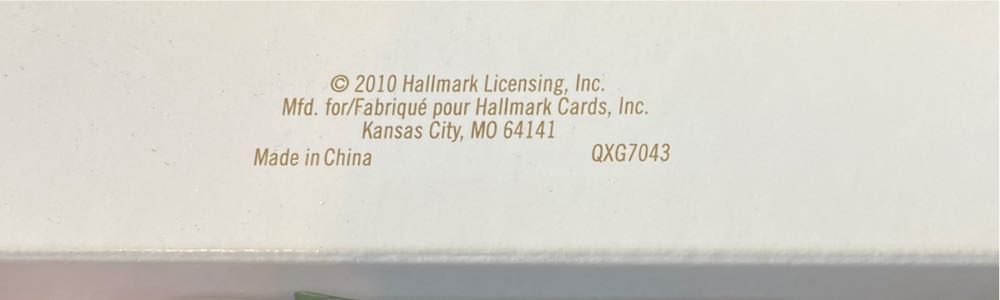 © 2010 Hallmark Licensing, Inc.
Mfd. for/Fabriqué pour Hallmark Cards, Inc.
Kansas City, MO 64141
Made in China QXG7043